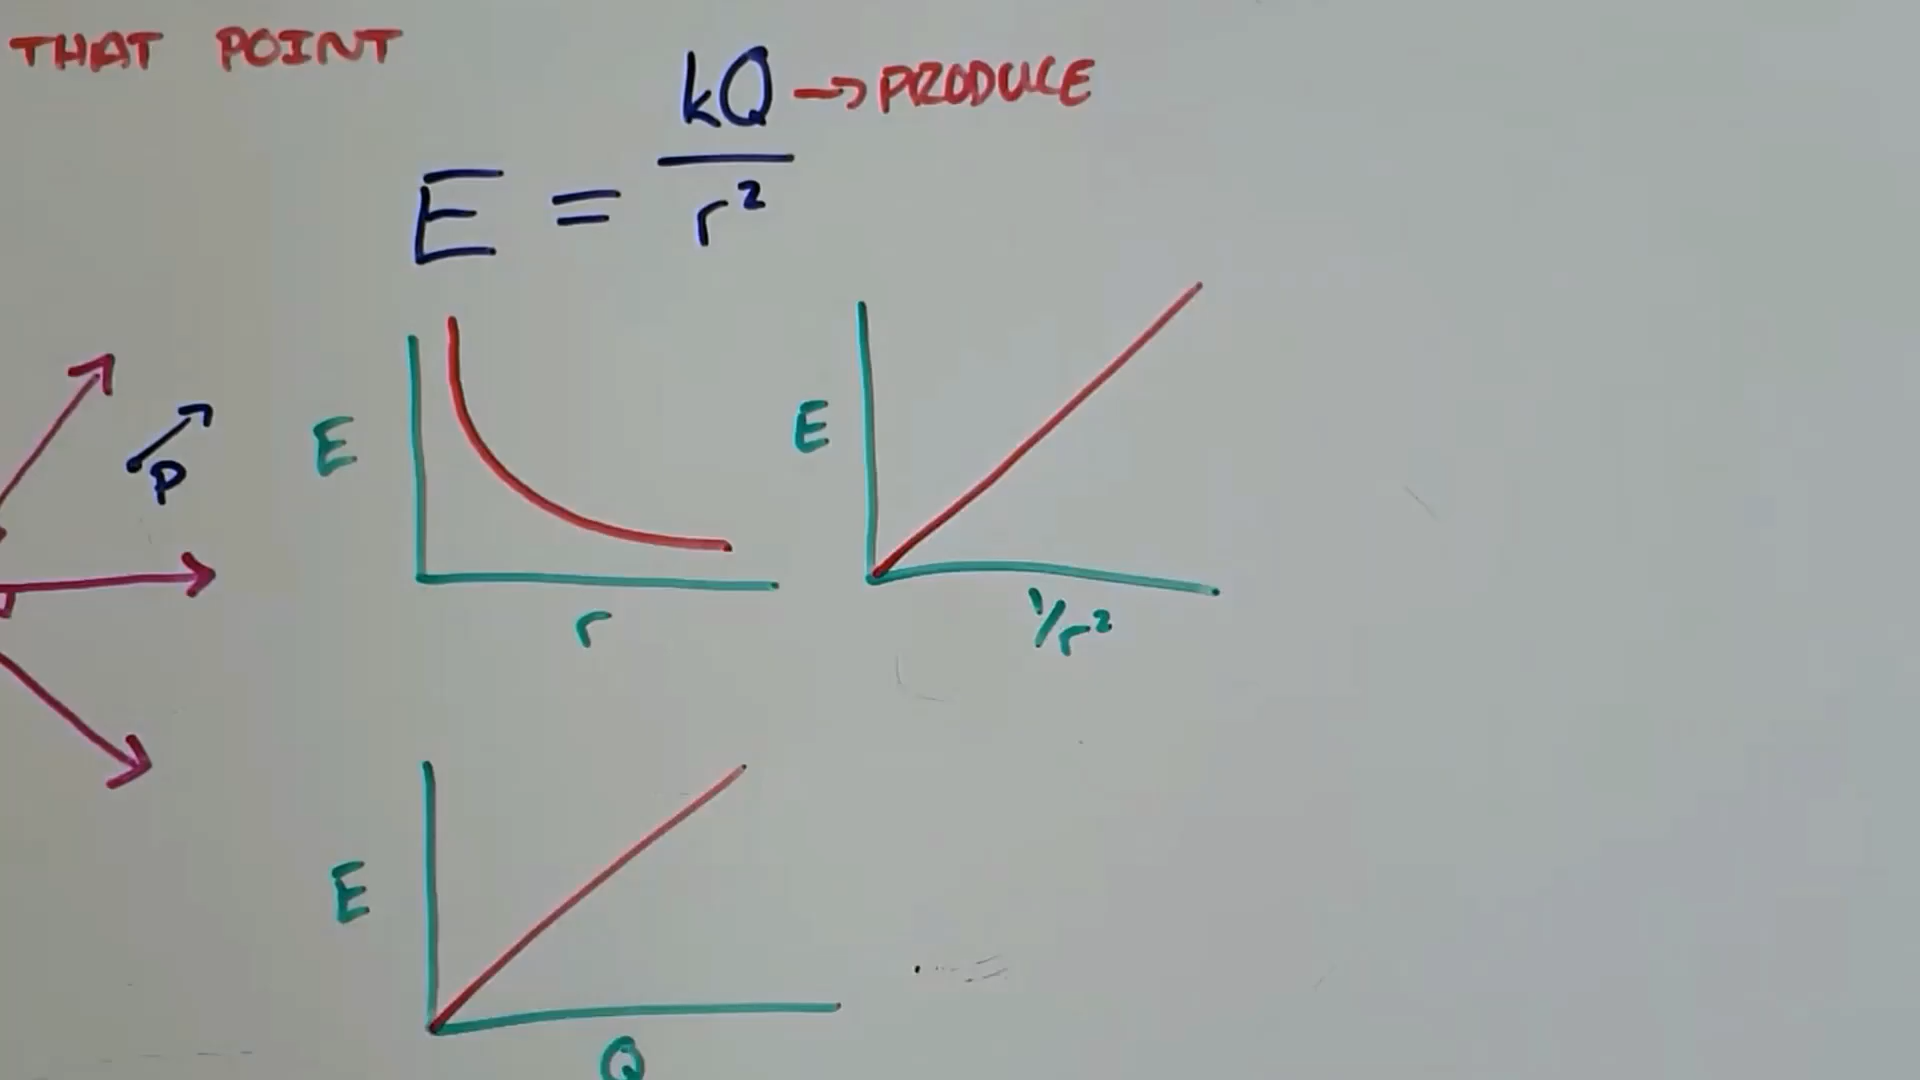 THAT POINT
E = kQ/r² → PRODUCE
P
E
r
E
1/r²
E
Q